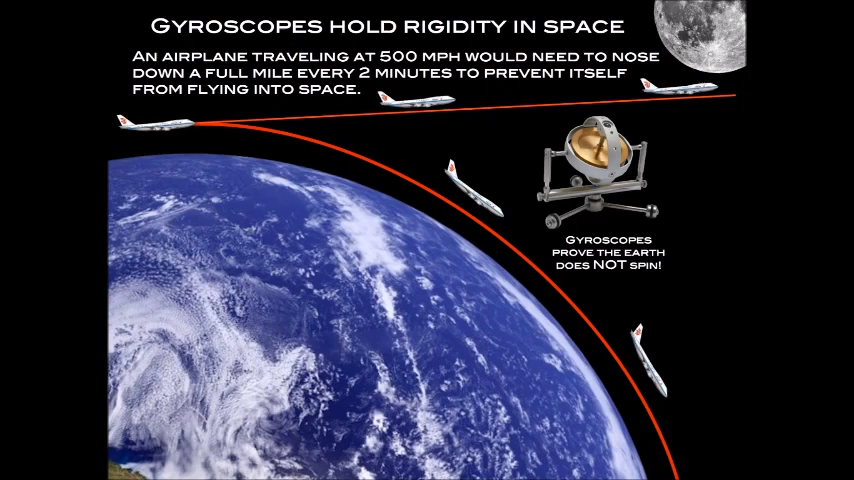 Gyroscopes hold rigidity in space
An airplane traveling at 500 mph would need to nose
down a full mile every 2 minutes to prevent itself
from flying into space.
Gyroscopes
prove the earth
does NOT spin!